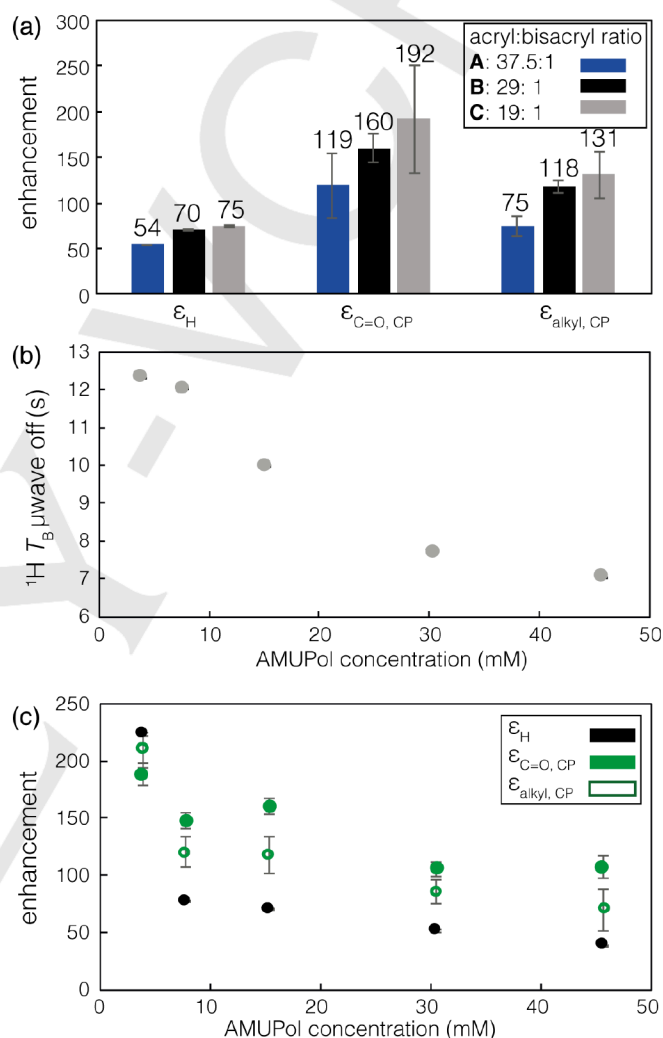 (a)
300
250
200
150
100
50
0
enhancement
acryl:bisacryl ratio
A: 37.5:1
B: 29: 1
C: 19: 1
54
70
75
119
160
192
75
118
131
εH
εC=O, CP
εalkyl, CP
(b)
13
12
11
10
9
8
7
6
¹H TB µwave off (s)
0 10 20 30 40 50
AMUPol concentration (mM)
(c)
250
200
150
100
50
0
enhancement
εH
εC=O, CP
εalkyl, CP
0 10 20 30 40 50
AMUPol concentration (mM)